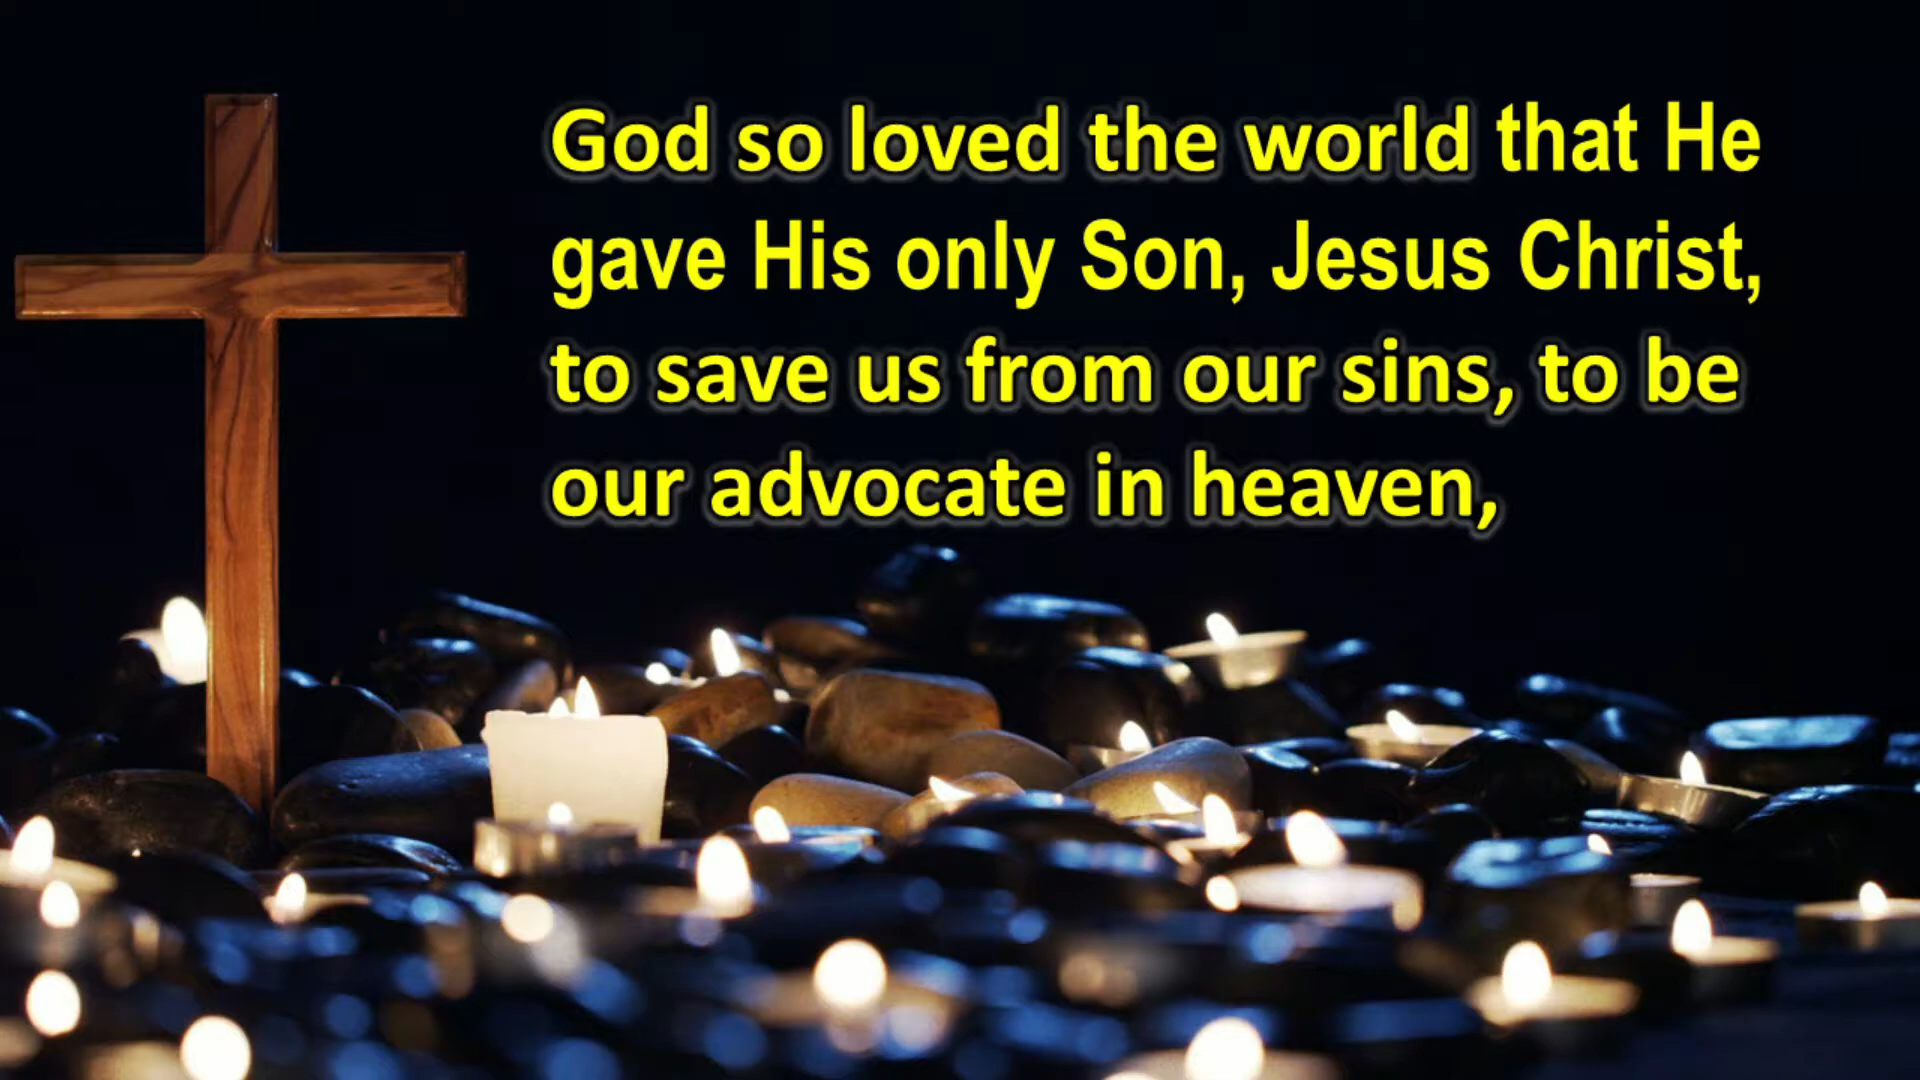 God so loved the world that He
gave His only Son, Jesus Christ,
to save us from our sins, to be
our advocate in heaven,